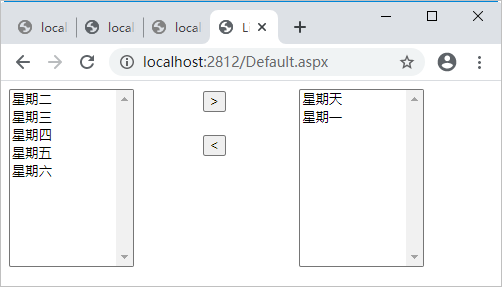 local
local
local
Li
localhost:2812/Default.aspx
星期二
星期三
星期四
星期五
星期六
>
<
星期天
星期一